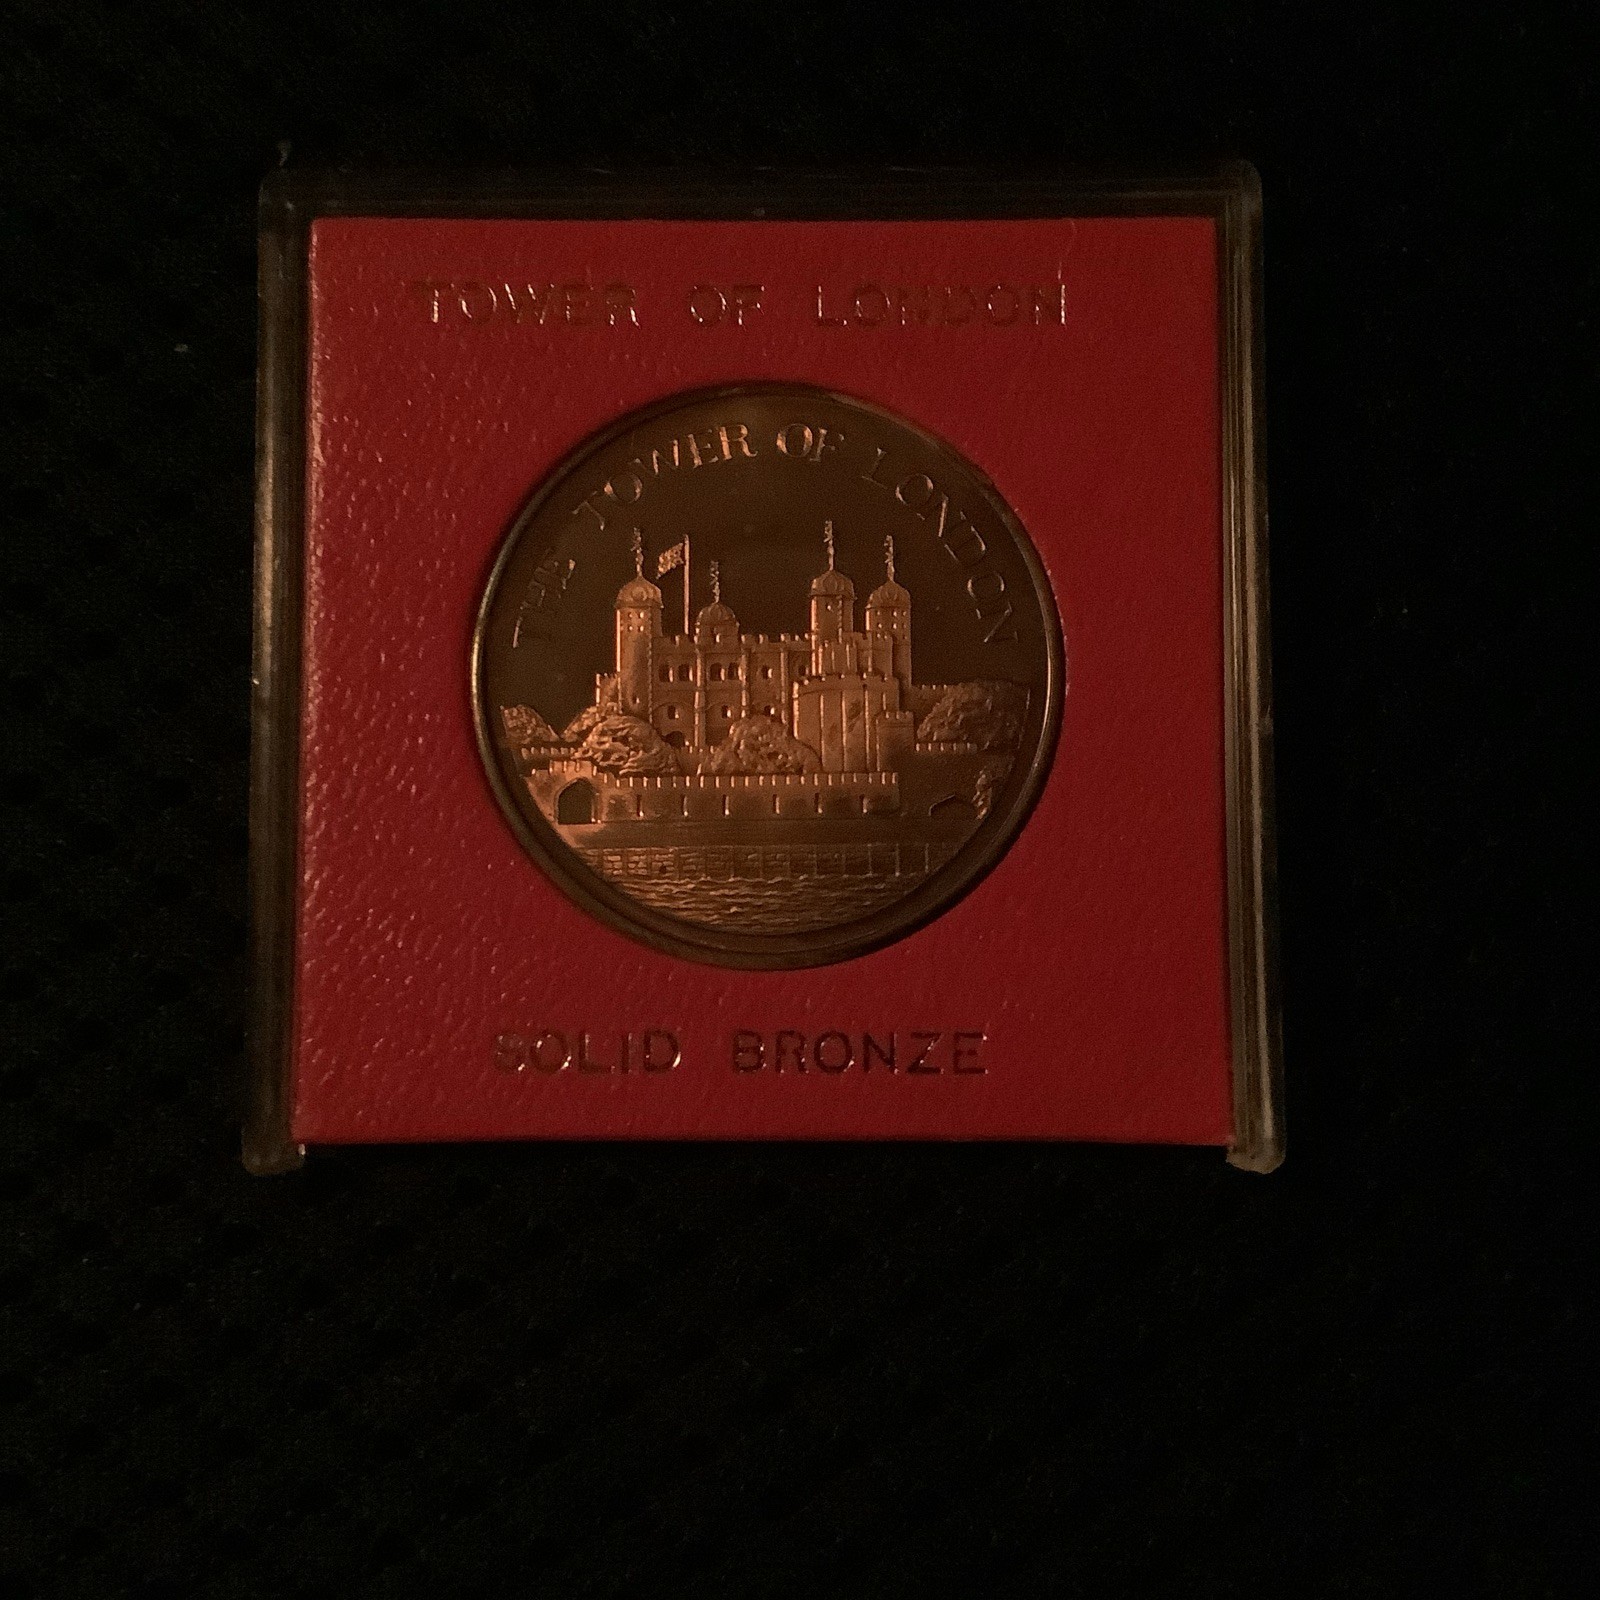 TOWER OF LONDON
THE TOWER OF LONDON
SOLID BRONZE